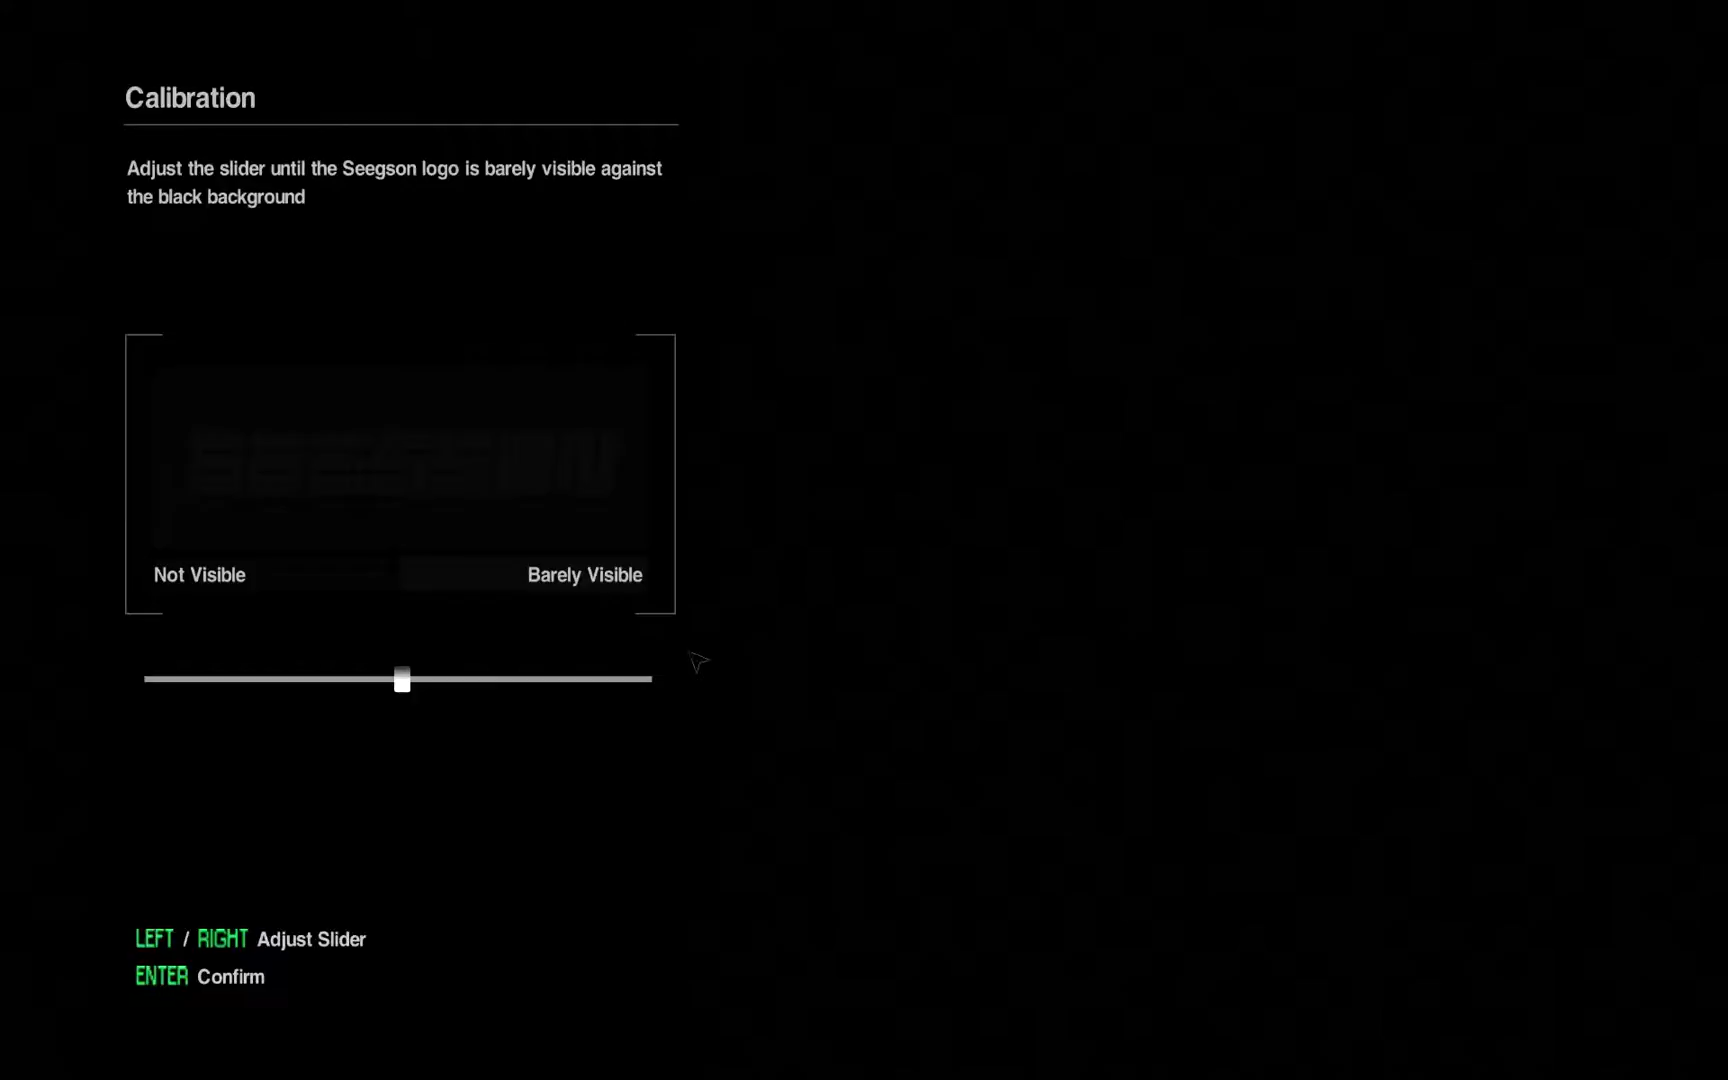 Calibration
Adjust the slider until the Seegson logo is barely visible against
the black background
SEEGSON
Not Visible Barely Visible
LEFT / RIGHT Adjust Slider
ENTER Confirm